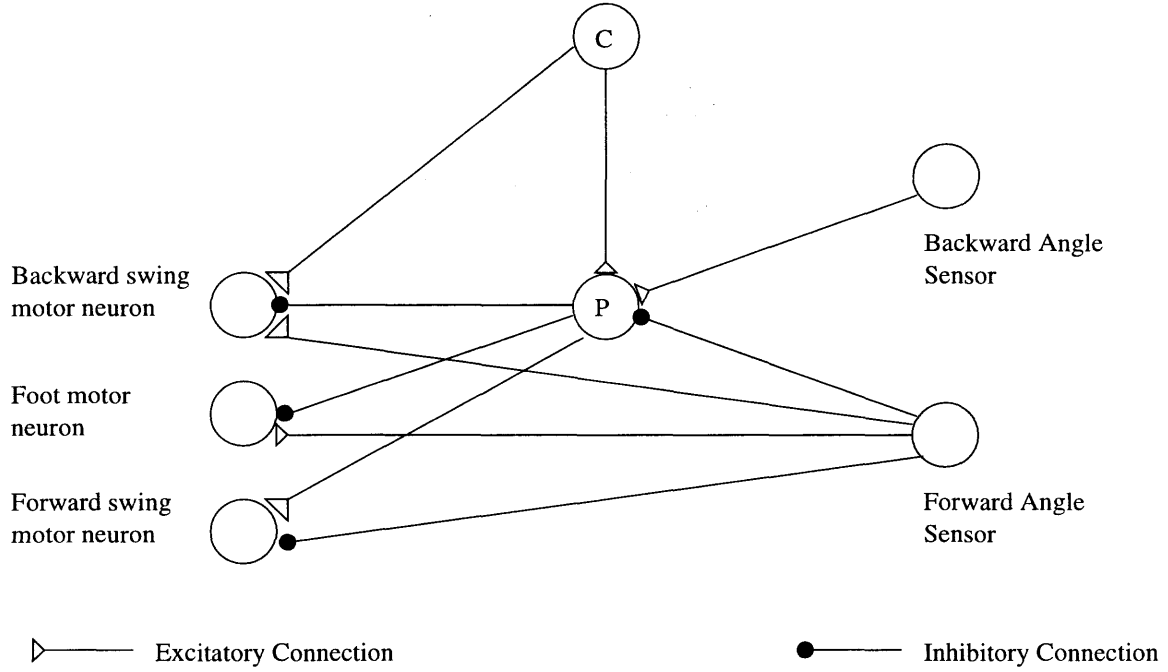 C
Backward Angle
Sensor
Backward swing
motor neuron
P
Foot motor
neuron
Forward swing
motor neuron
Forward Angle
Sensor
Excitatory Connection
Inhibitory Connection